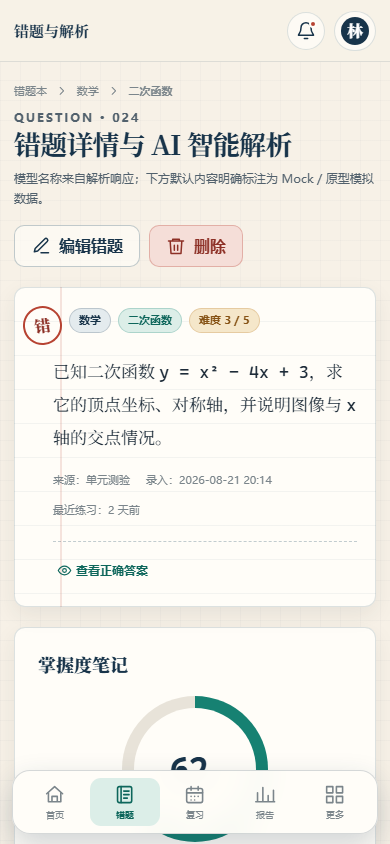 错题与解析
林
错题本 > 数学 > 二次函数
QUESTION • 024
错题详情与 AI 智能解析
模型名称来自解析响应；下方默认内容明确标注为 Mock / 原型模拟
数据。
编辑错题
删除
错
数学
二次函数
难度 3 / 5
已知二次函数 y = x² − 4x + 3，求
它的顶点坐标、对称轴，并说明图像与 x
轴的交点情况。
来源：单元测验 录入：2026-08-21 20:14
最近练习：2 天前
查看正确答案
掌握度笔记
62
首页
错题
复习
报告
更多